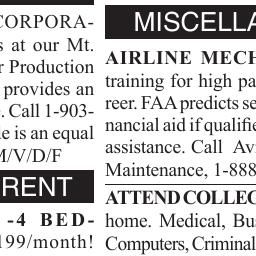 CORPORA-
s at our Mt.
r Production
provides an
. Call 1-903-
e is an equal
M/V/D/F
RENT
-4 BED-
199/month!
MISCELLA
AIRLINE MECH
training for high pa
reer. FAA predicts se
nancial aid if qualifie
assistance. Call Avi
Maintenance, 1-888
ATTEND COLLEG
home. Medical, Bus
Computers, Criminal